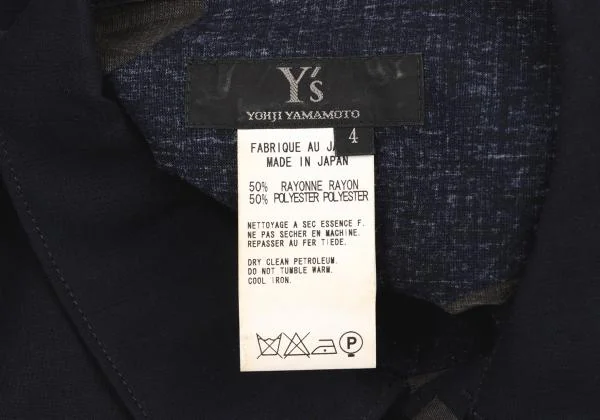 Y's
YOHJI YAMAMOTO
4
FABRIQUE AU
MADE IN JAPAN
50% RAYONNE RAYON
50% POLYESTER POLYESTER
NETTOYAGE A SEC ESSENCE F.
NE PAS SECHER EN MACHINE.
REPASSER AU FER TIEDE.
DRY CLEAN PETROLEUM.
DO NOT TUMBLE WARM.
COOL IRON.
P